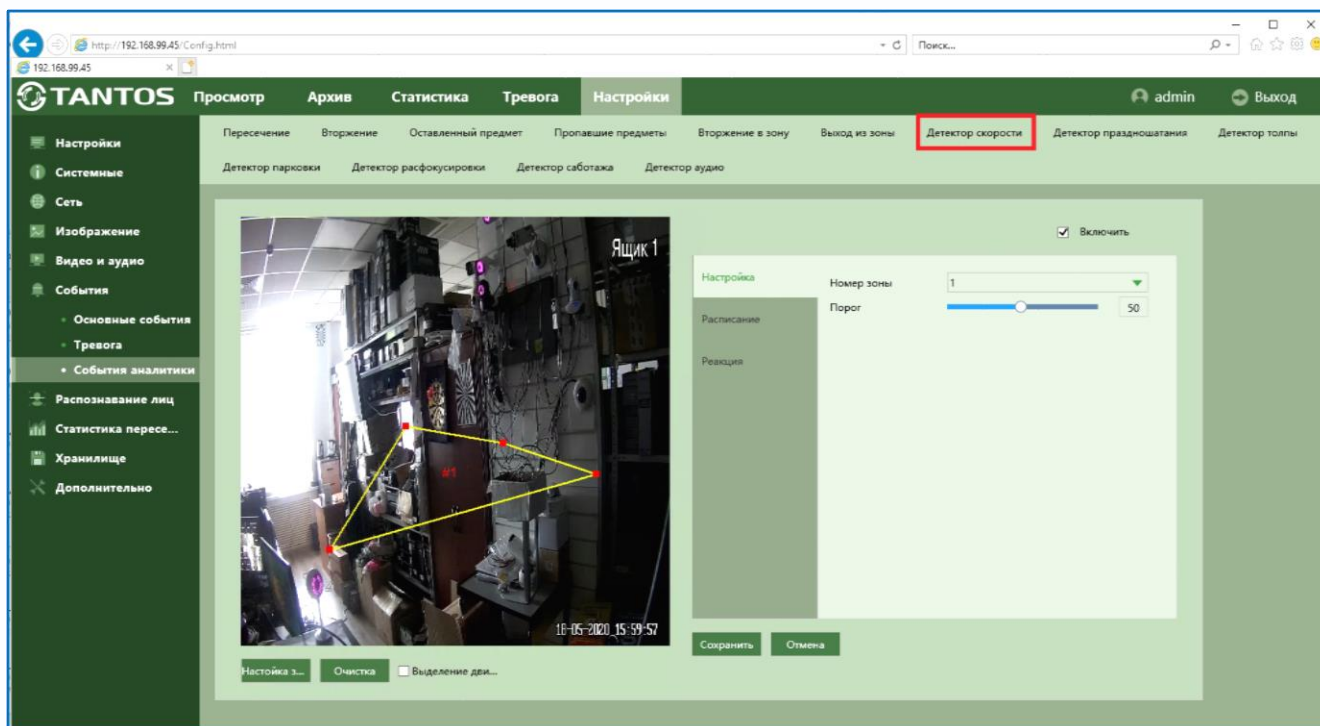 http://192.168.99.45/Config.html
Поиск...
192.168.99.45
TANTOS
Просмотр Архив Статистика Тревога Настройки admin Выход
Настройки
Системные
Сеть
Изображение
Видео и аудио
События
Основные события
Тревога
События аналитики
Распознавание лиц
Статистика пересе...
Хранилище
Дополнительно
Пересечение Вторжение Оставленный предмет Пропавшие предметы Вторжение в зону Выход из зоны Детектор скорости Детектор праздношатания Детектор толпы
Детектор парковки Детектор расфокусировки Детектор саботажа Детектор аудио
Ящик 1
#1
18-05-2020 15:59:57
Настойка з... Очистка Выделение дви...
Включить
Настройка
Расписание
Реакция
Номер зоны 1
Порог 50
Сохранить Отмена